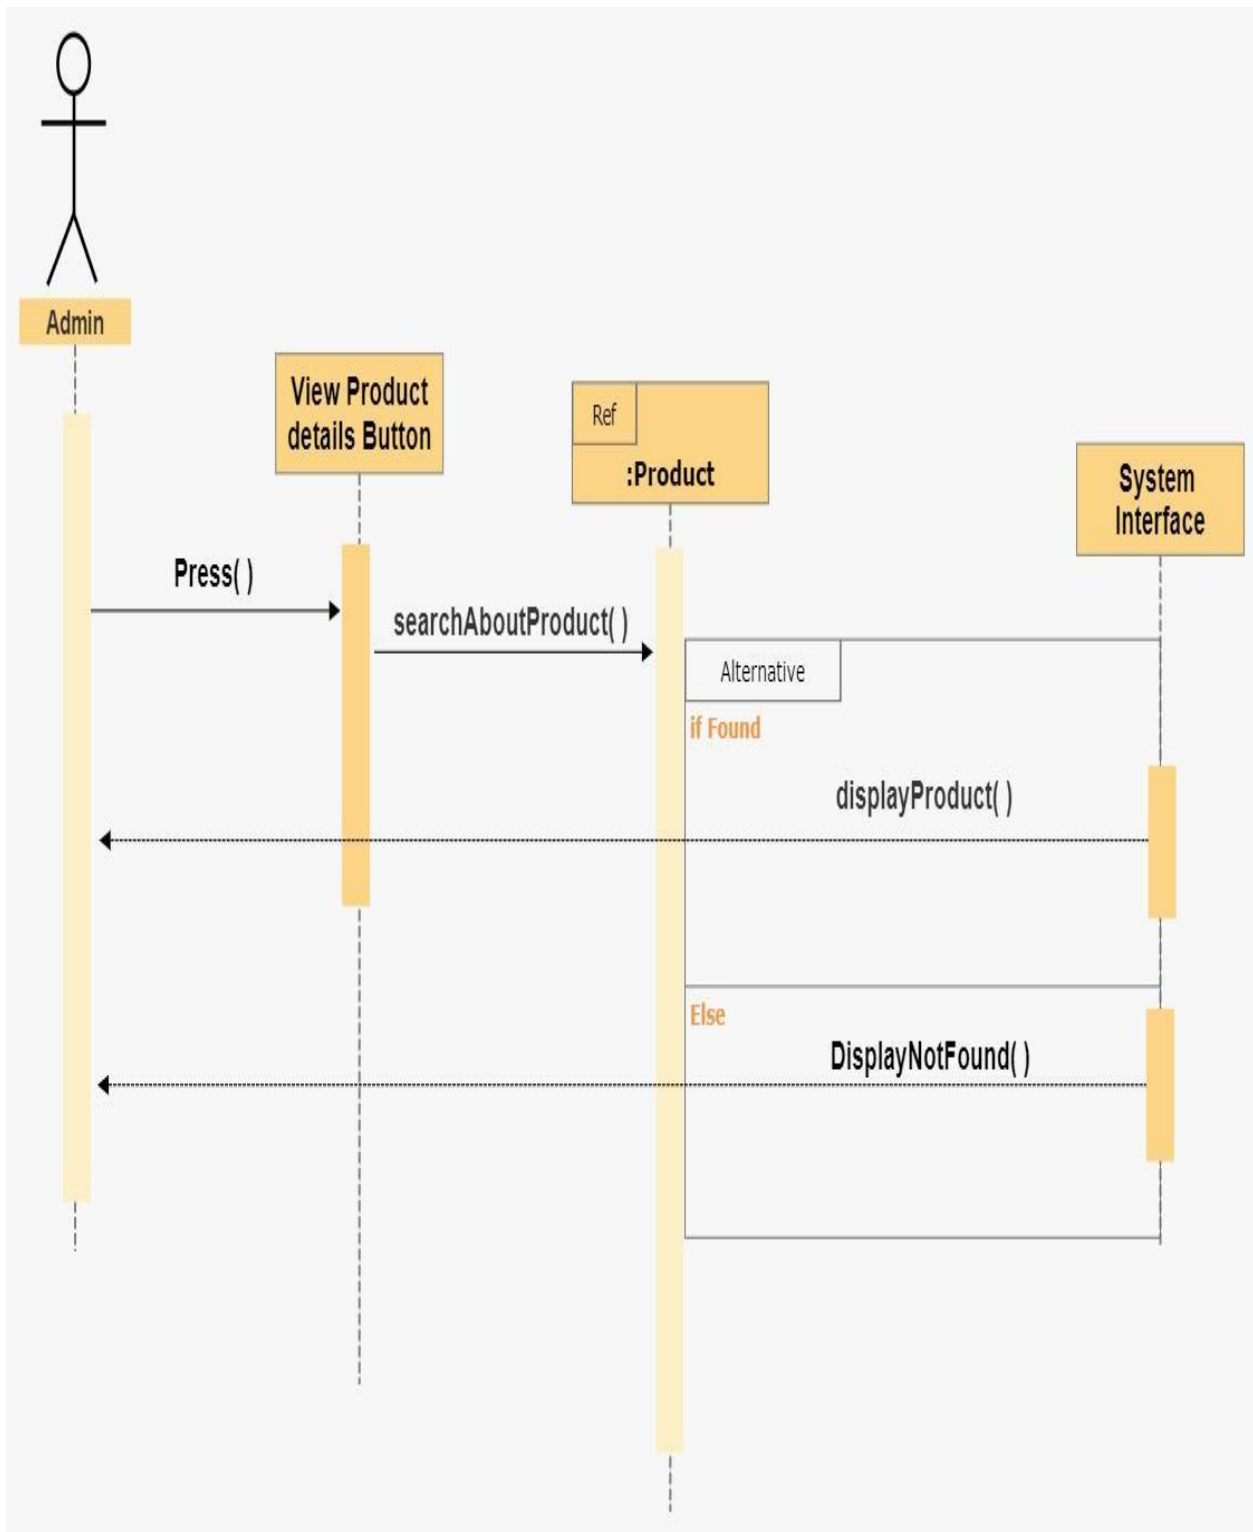 Admin
View Product
details Button
Ref
:Product
System
Interface
Press( )
searchAboutProduct( )
Alternative
if Found
displayProduct( )
Else
DisplayNotFound( )